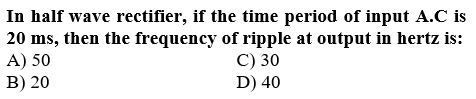 In half wave rectifier, if the time period of input A.C is
20 ms, then the frequency of ripple at output in hertz is:
A) 50 C) 30
B) 20 D) 40